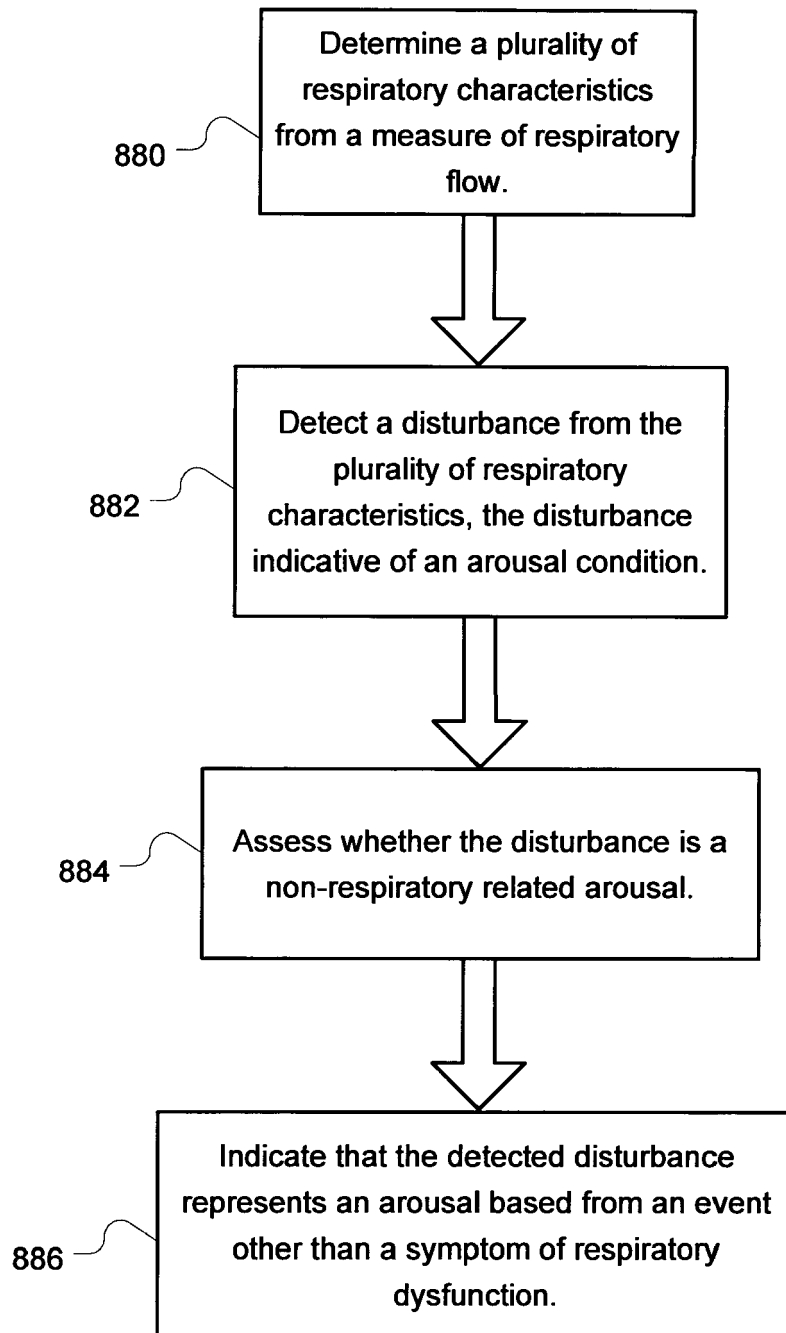 Determine a plurality of
respiratory characteristics
from a measure of respiratory
flow.
880
Detect a disturbance from the
plurality of respiratory
characteristics, the disturbance
indicative of an arousal condition.
882
Assess whether the disturbance is a
non-respiratory related arousal.
884
Indicate that the detected disturbance
represents an arousal based from an event
other than a symptom of respiratory
dysfunction.
886